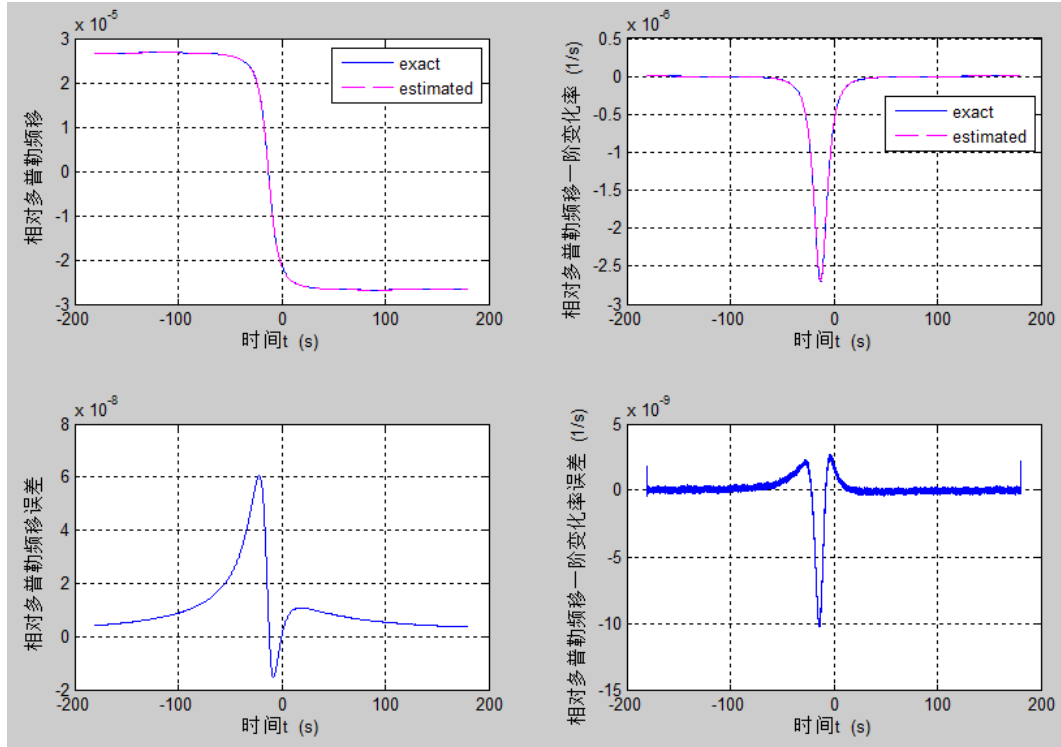 x 10^-5
3
2
1
0
-1
-2
-3
-200
-100
0
100
200
exact
estimated
相对多普勒频移
时间t (s)
x 10^-6
0.5
0
-0.5
-1
-1.5
-2
-2.5
-3
-200
-100
0
100
200
exact
estimated
相对多普勒频移一阶变化率 (1/s)
时间t (s)
x 10^-8
8
6
4
2
0
-2
-200
-100
0
100
200
相对多普勒频移误差
时间t (s)
x 10^-9
5
0
-5
-10
-15
-200
-100
0
100
200
相对多普勒频移一阶变化率误差 (1/s)
时间t (s)